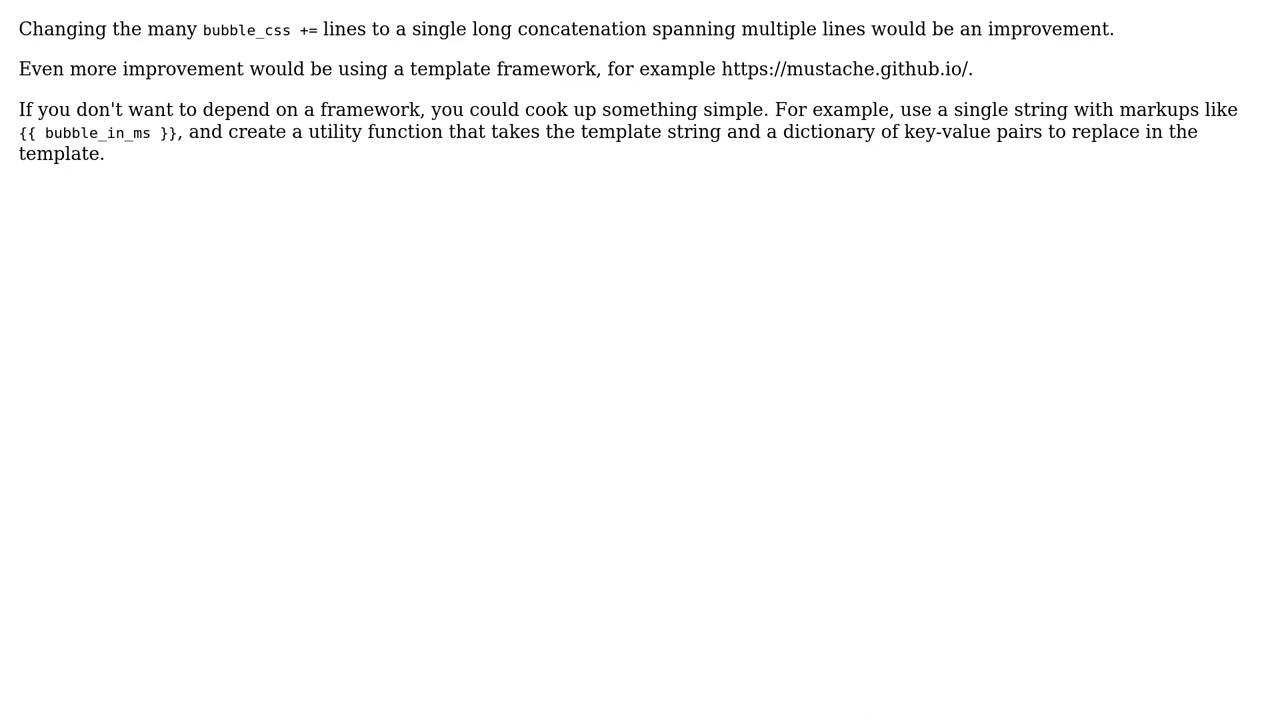 Changing the many bubble_css += lines to a single long concatenation spanning multiple lines would be an improvement.
Even more improvement would be using a template framework, for example https://mustache.github.io/.
If you don't want to depend on a framework, you could cook up something simple. For example, use a single string with markups like
{{ bubble_in_ms }}, and create a utility function that takes the template string and a dictionary of key-value pairs to replace in the
template.